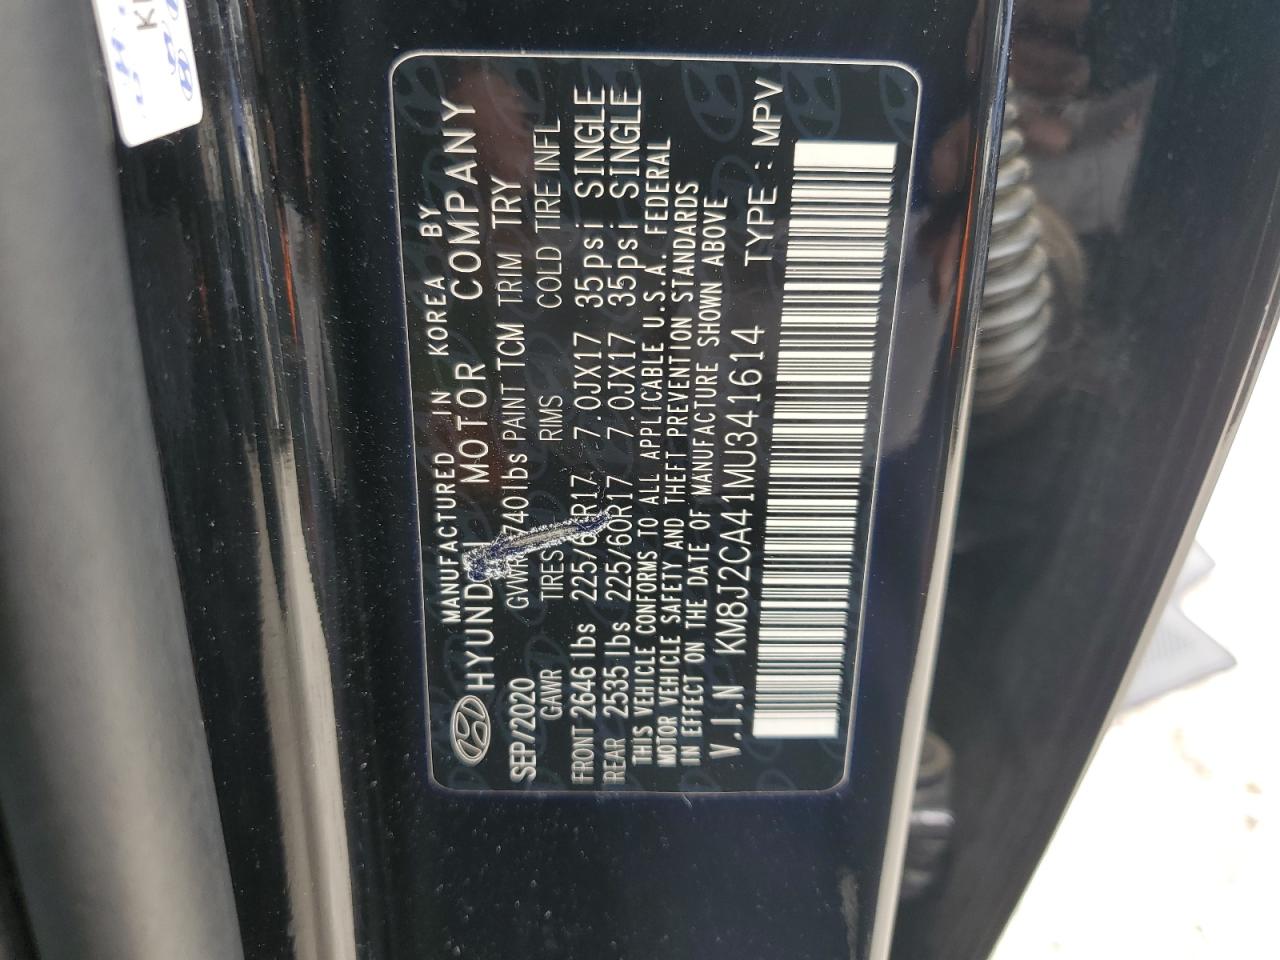 MANUFACTURED IN KOREA BY
HYUNDAI MOTOR COMPANY
SEP/2020 740lbs PAINT TCM TRIM TRY
GAWR TIRES RIMS COLD TIRE INFL
FRONT 2646lbs 225/60R17 7.0JX17 35psi SINGLE
REAR 2535lbs 225/60R17 7.0JX17 35psi SINGLE
THIS VEHICLE CONFORMS TO ALL APPLICABLE U.S.A. FEDERAL
MOTOR VEHICLE SAFETY AND THEFT PREVENTION STANDARDS
IN EFFECT ON THE DATE OF MANUFACTURE SHOWN ABOVE
V.I.N KM8J2CA41MU341614 TYPE : MPV